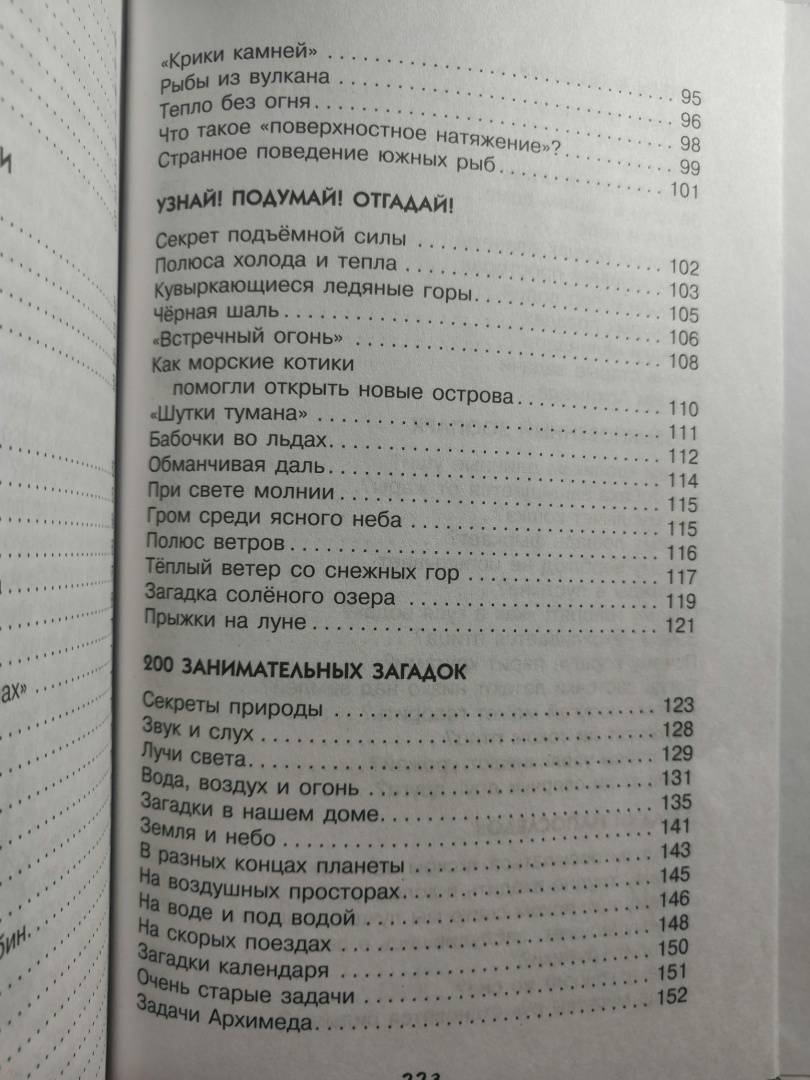 «Крики камней» 95
Рыбы из вулкана 96
Тепло без огня 98
Что такое «поверхностное натяжение»? 99
Странное поведение южных рыб 101
УЗНАЙ! ПОДУМАЙ! ОТГАДАЙ!
Секрет подъёмной силы 102
Полюса холода и тепла 103
Кувыркающиеся ледяные горы 105
Чёрная шаль 106
«Встречный огонь» 108
Как морские котики
помогли открыть новые острова 110
«Шутки тумана» 111
Бабочки во льдах 112
Обманчивая даль 114
При свете молнии 115
Гром среди ясного неба 115
Полюс ветров 116
Тёплый ветер со снежных гор 117
Загадка солёного озера 119
Прыжки на луне 121
200 ЗАНИМАТЕЛЬНЫХ ЗАГАДОК
Секреты природы 123
Звук и слух 128
Лучи света 129
Вода, воздух и огонь 131
Загадки в нашем доме 135
Земля и небо 141
В разных концах планеты 143
На воздушных просторах 145
На воде и под водой 146
На скорых поездах 148
Загадки календаря 150
Очень старые задачи 151
Задачи Архимеда 152
223